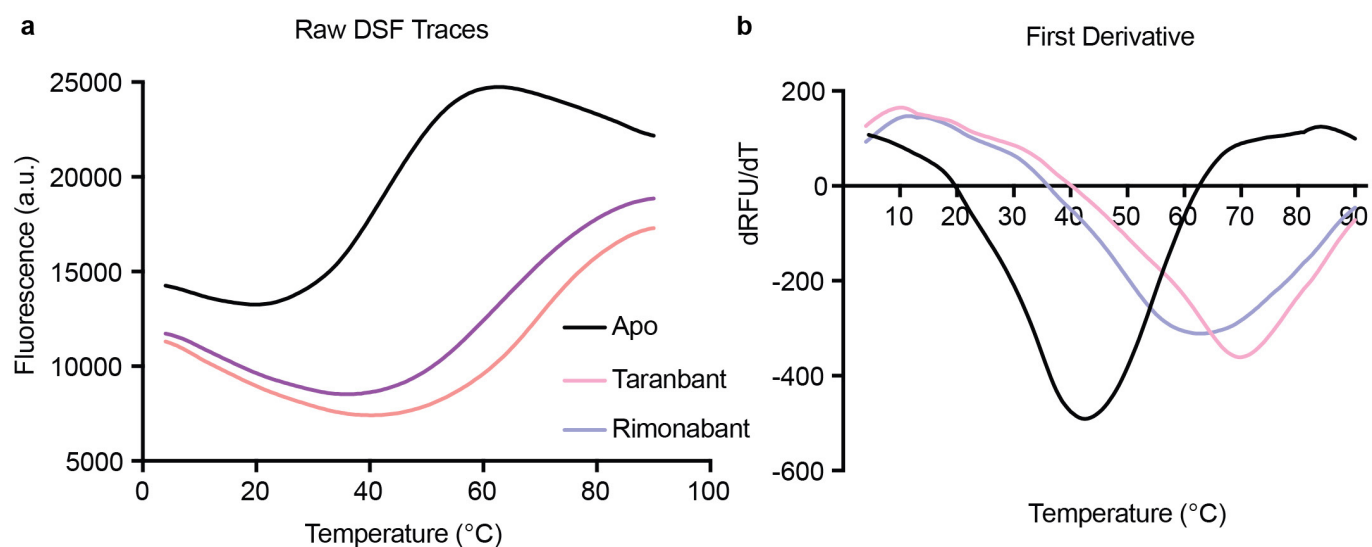 a
Raw DSF Traces
25000
20000
15000
10000
5000
0
20
40
60
80
100
Fluorescence (a.u.)
Temperature (°C)
Apo
Taranbant
Rimonabant
b
First Derivative
200
0
-200
-400
-600
10
20
30
40
50
60
70
80
90
dRFU/dT
Temperature (°C)